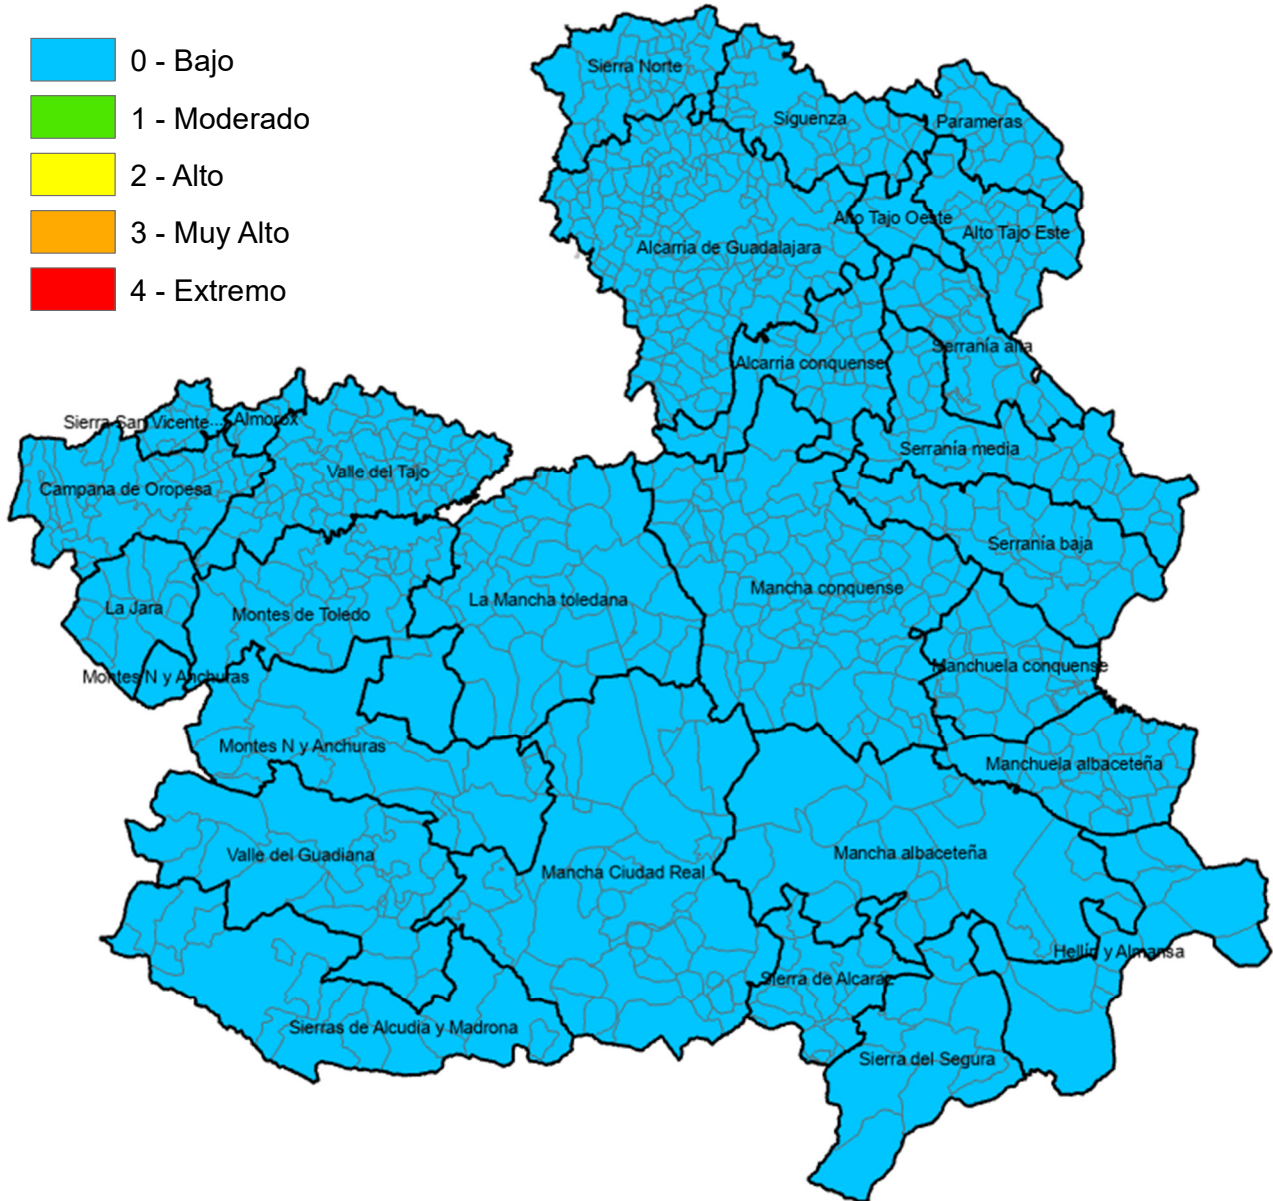 0 - Bajo
1 - Moderado
2 - Alto
3 - Muy Alto
4 - Extremo
Sierra Norte
Siguenza
Parameras
Alto Tajo Oeste
Alto Tajo Este
Alcarria de Guadalajara
Serranía alta
Alcarria conquense
Sierra San Vicente...
Almorox
Serranía media
Valle del Tajo
Campana de Oropesa
Serranía baja
Mancha conquense
La Mancha toledana
La Jara
Montes de Toledo
Manchuela conquense
Montes N y Anchuras
Montes N y Anchuras
Manchuela albaceteña
Valle del Guadiana
Mancha albaceteña
Mancha Ciudad Real
Hellín y Almansa
Sierra de Alcaraz
Sierras de Alcudia y Madrona
Sierra del Segura